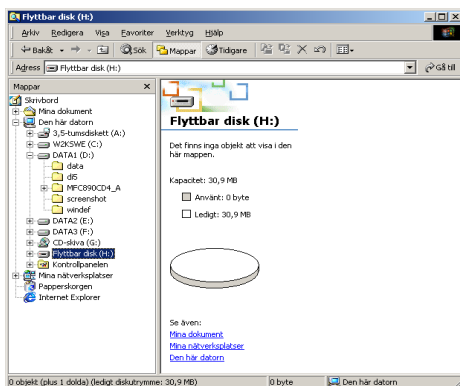 Flyttbar disk (H:)
Arkiv Redigera Visa Favoriter Verktyg Hjälp
Bakåt Sök Mappar Tidigare
Adress Flyttbar disk (H:) Gå till
Mappar
Skrivbord
Mina dokument
Den här datorn
3,5-tumsdiskett (A:)
W2KSWE (C:)
DATA1 (D:)
data
di5
MFC890CD4_A
screenshot
windef
DATA2 (E:)
DATA3 (F:)
CD-skiva (G:)
Flyttbar disk (H:)
Kontrollpanelen
Mina nätverksplatser
Papperskorgen
Internet Explorer
Flyttbar disk (H:)
Det finns inga objekt att visa i den
här mappen.
Kapacitet: 30,9 MB
Använt: 0 byte
Ledigt: 30,9 MB
Se även:
Mina dokument
Mina nätverksplatser
Den här datorn
0 objekt (plus 1 dolda) (ledigt diskutrymme: 30,9 MB) 0 byte Den här datorn